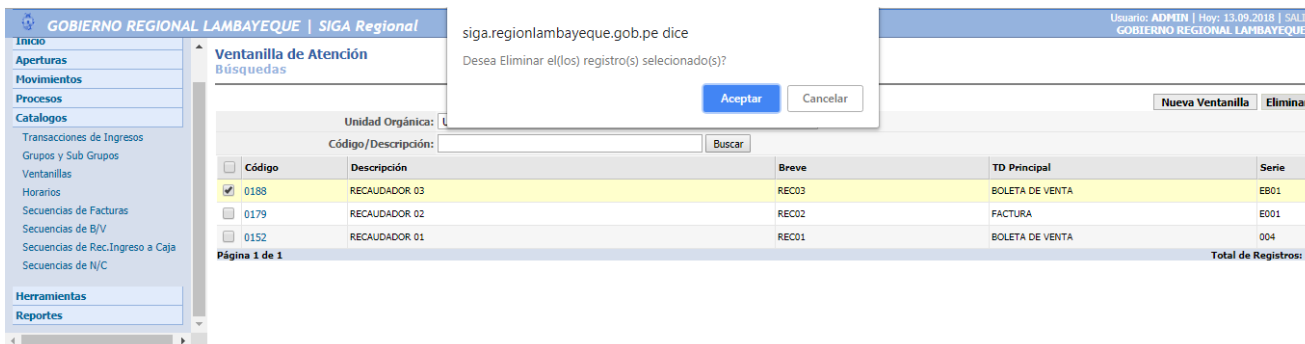 GOBIERNO REGIONAL LAMBAYEQUE | SIGA Regional
Usuario: ADMIN | Hoy: 13.09.2018 | SALI
GOBIERNO REGIONAL LAMBAYEQUE
siga.regionlambayeque.gob.pe dice
Desea Eliminar el(los) registro(s) selecionado(s)?
Aceptar Cancelar
Inicio
Aperturas
Movimientos
Procesos
Catalogos
Transacciones de Ingresos
Grupos y Sub Grupos
Ventanillas
Horarios
Secuencias de Facturas
Secuencias de B/V
Secuencias de Rec.Ingreso a Caja
Secuencias de N/C
Herramientas
Reportes
Ventanilla de Atención
Búsquedas
Nueva Ventanilla Eliminar
Unidad Orgánica:
Código/Descripción: Buscar
Código Descripción Breve TD Principal Serie
0188 RECAUDADOR 03 REC03 BOLETA DE VENTA EB01
0179 RECAUDADOR 02 REC02 FACTURA E001
0152 RECAUDADOR 01 REC01 BOLETA DE VENTA 004
Página 1 de 1 Total de Registros: